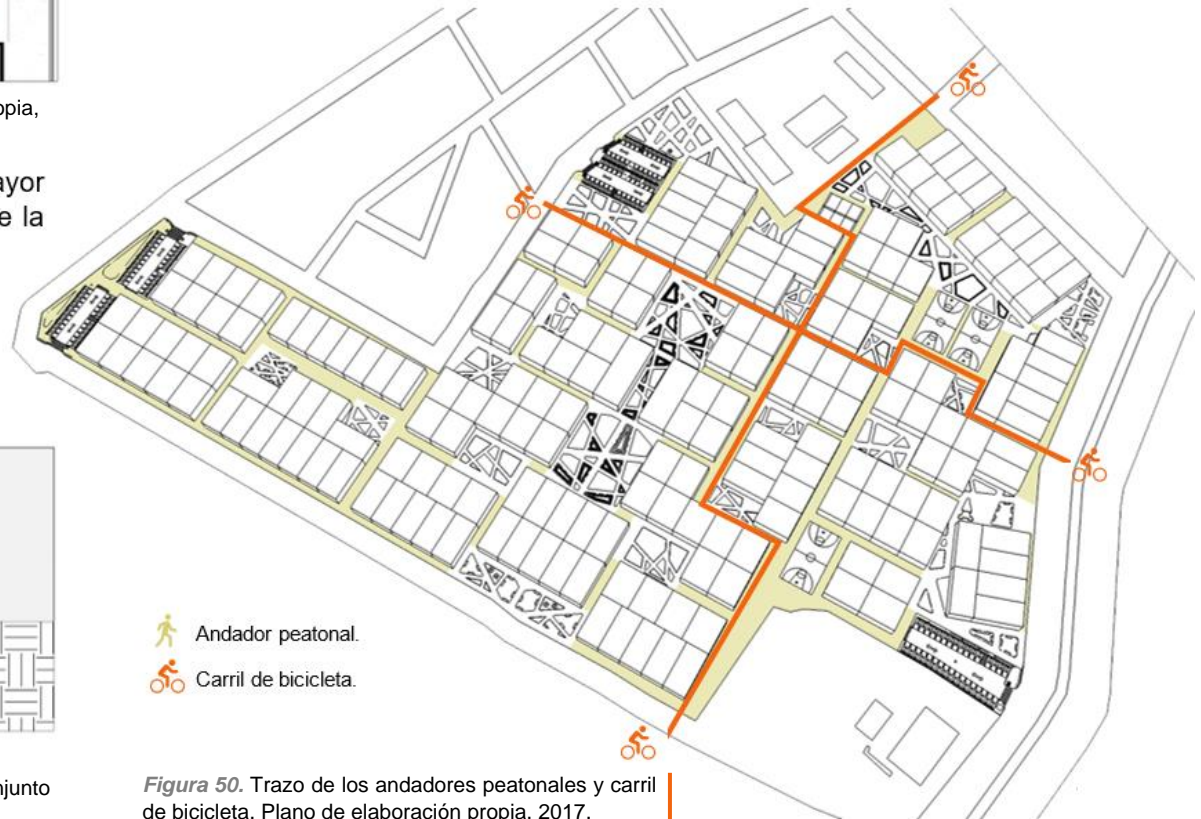 opia,
ayor
e la
Andador peatonal.
Carril de bicicleta.
njunto
Figura 50. Trazo de los andadores peatonales y carril
de bicicleta. Plano de elaboración propia, 2017.